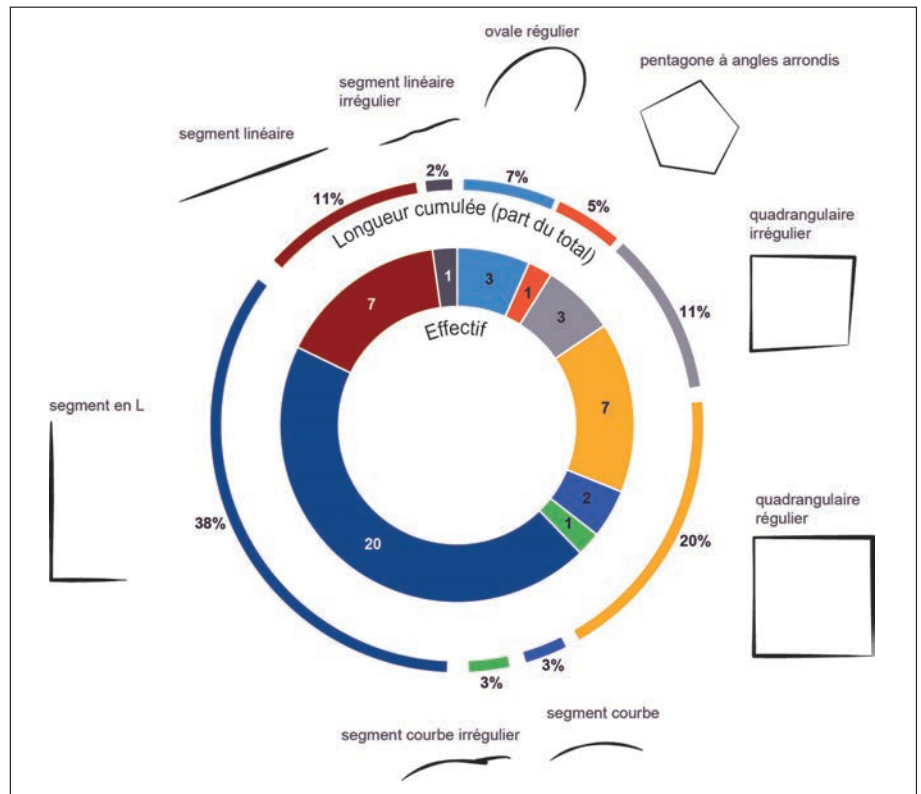 ovale régulier
pentagone à angles arrondis
segment linéaire
irrégulier
segment linéaire
2%
7%
11%
5%
Longueur cumulée (part du total)
quadrangulaire
irrégulier
1
3
1
7
3
11%
Effectif
segment en L
7
2
1
quadrangulaire
régulier
38%
20
20%
3%
3%
segment courbe
segment courbe irrégulier